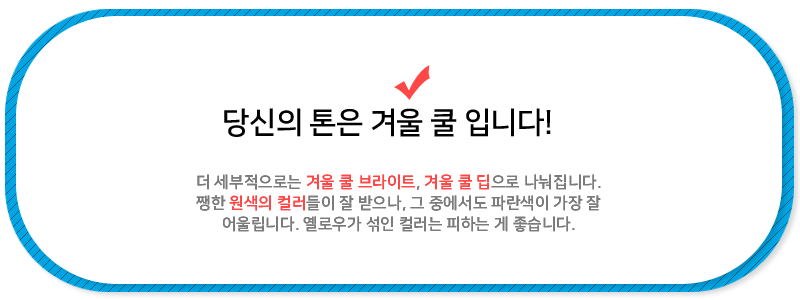 당신의 톤은 겨울 쿨 입니다!
더 세부적으로는 겨울 쿨 브라이트, 겨울 쿨 딥으로 나눠집니다.
쨍한 원색의 컬러들이 잘 받으나, 그 중에서도 파란색이 가장 잘
어울립니다. 옐로우가 섞인 컬러는 피하는 게 좋습니다.